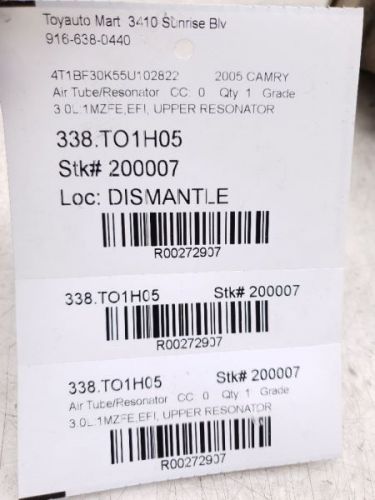 Toyauto Mart 3410 Sunrise Blv
916-638-0440
4T1BF30K55U102822 2005 CAMRY
Air Tube/Resonator CC: 0 Qty 1 Grade
3.0L:1MZFE,EFI, UPPER RESONATOR
338.TO1H05
Stk# 200007
Loc: DISMANTLE
R00272907
338.TO1H05 Stk# 200007
R00272907
338.TO1H05 Stk# 200007
Air Tube/Resonator CC: 0 Qty 1 Grade
3.0L:1MZFE,EFI, UPPER RESONATOR
R00272907